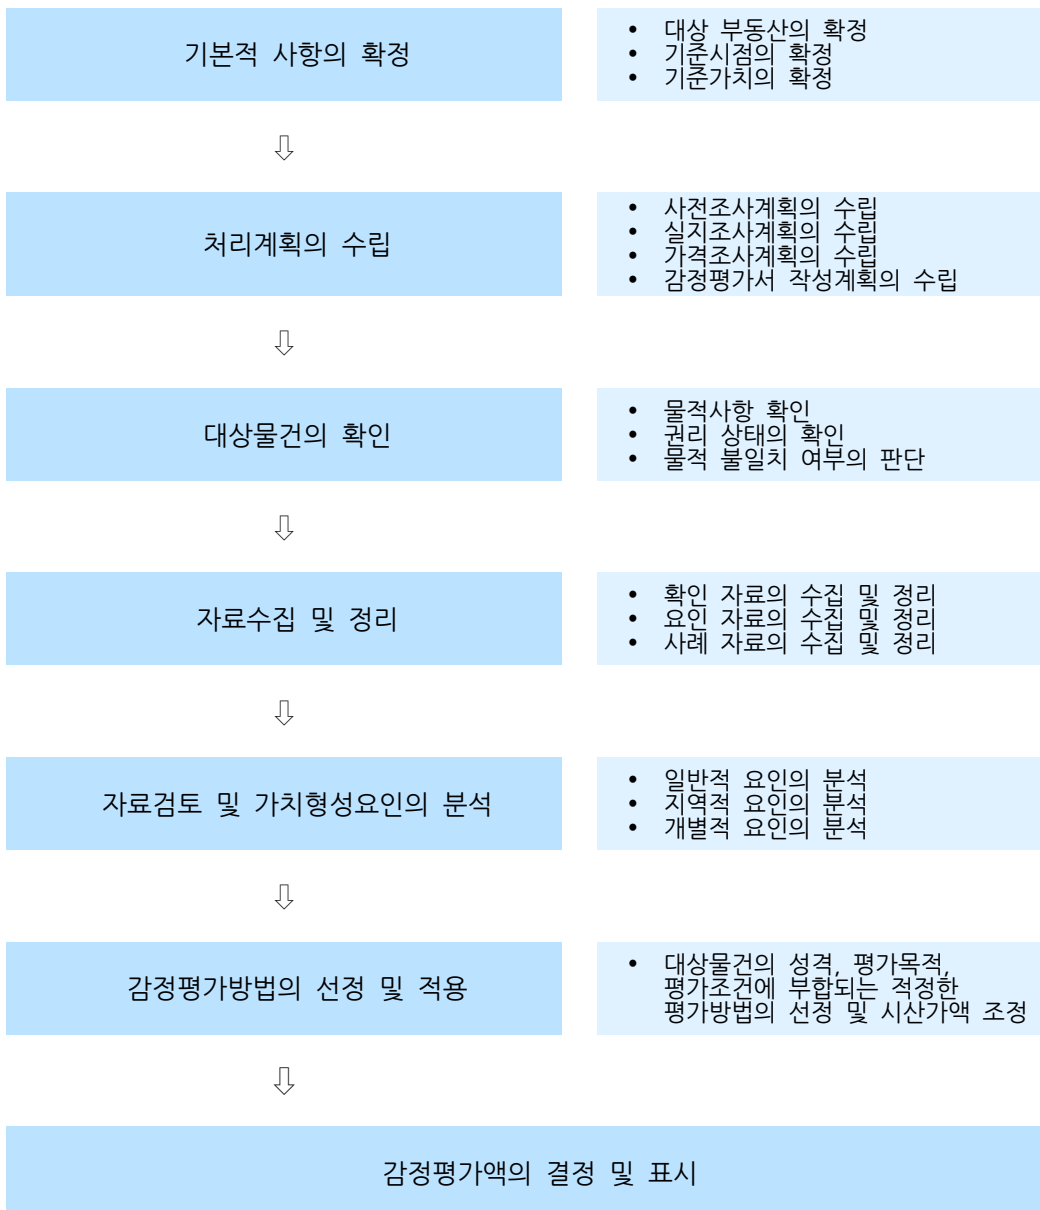 기본적 사항의 확정
• 대상 부동산의 확정
• 기준시점의 확정
• 기준가치의 확정
⇩
처리계획의 수립
• 사전조사계획의 수립
• 실지조사계획의 수립
• 가격조사계획의 수립
• 감정평가서 작성계획의 수립
⇩
대상물건의 확인
• 물적사항 확인
• 권리 상태의 확인
• 물적 불일치 여부의 판단
⇩
자료수집 및 정리
• 확인 자료의 수집 및 정리
• 요인 자료의 수집 및 정리
• 사례 자료의 수집 및 정리
⇩
자료검토 및 가치형성요인의 분석
• 일반적 요인의 분석
• 지역적 요인의 분석
• 개별적 요인의 분석
⇩
감정평가방법의 선정 및 적용
• 대상물건의 성격, 평가목적,
평가조건에 부합되는 적정한
평가방법의 선정 및 시산가액 조정
⇩
감정평가액의 결정 및 표시